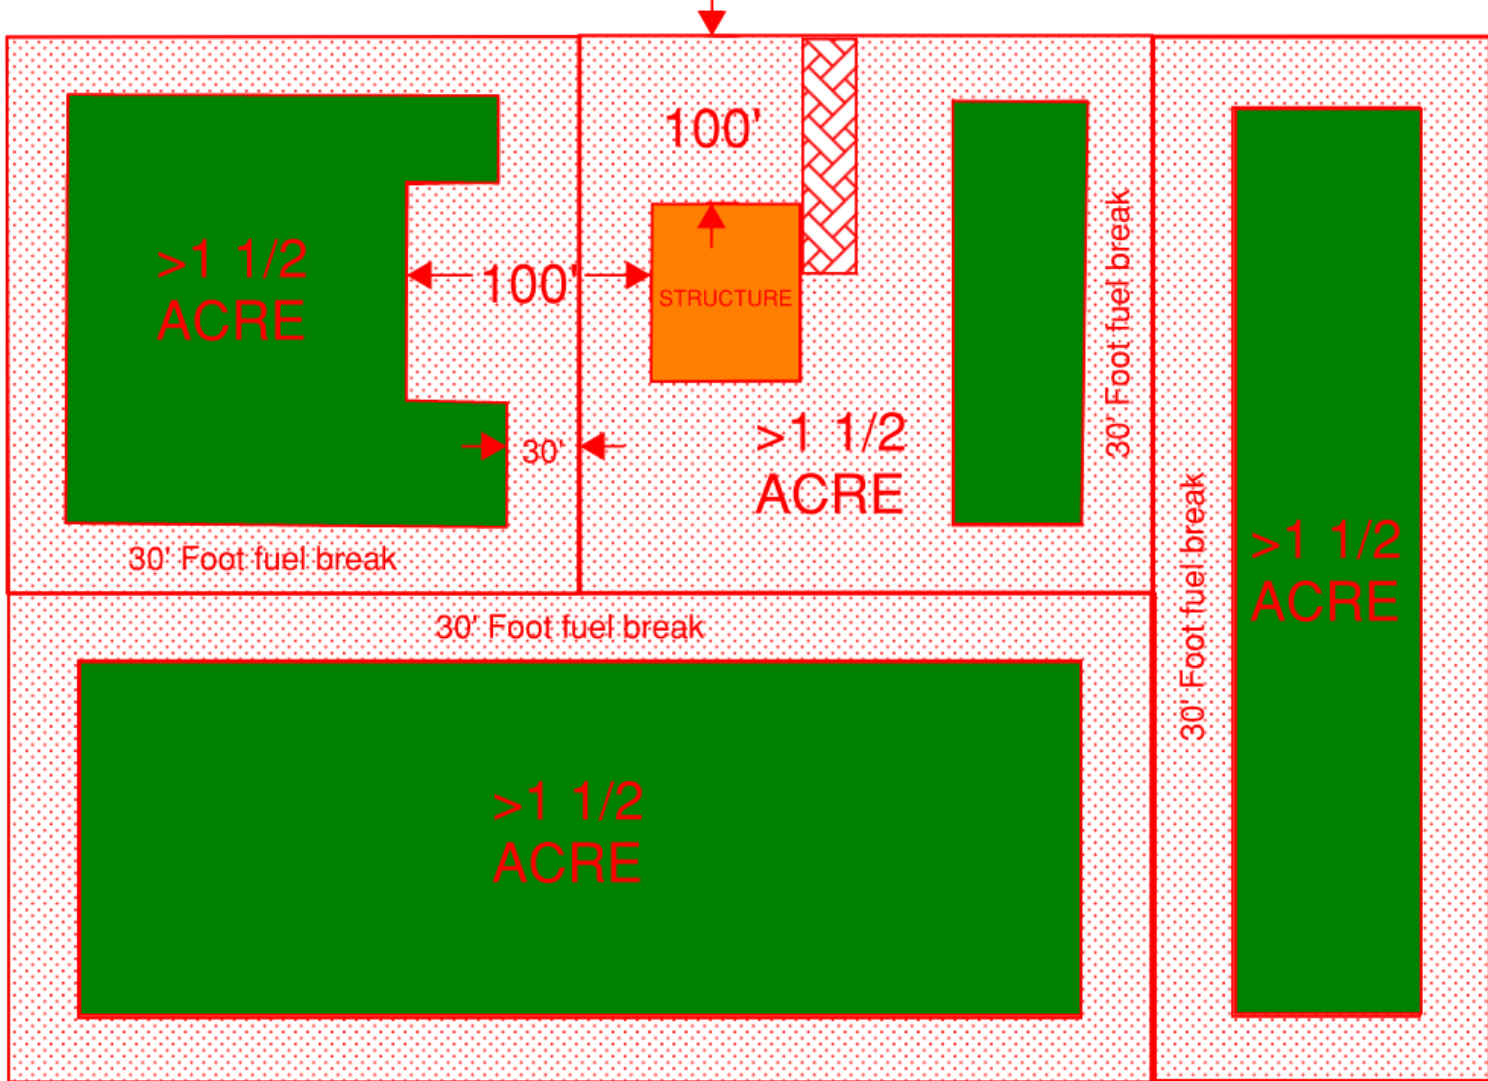 100'
>1 1/2
ACRE
100'
STRUCTURE
30' Foot fuel break
>1 1/2
ACRE
30'
30' Foot fuel break
30' Foot fuel break
30' Foot fuel break
>1 1/2
ACRE
>1 1/2
ACRE